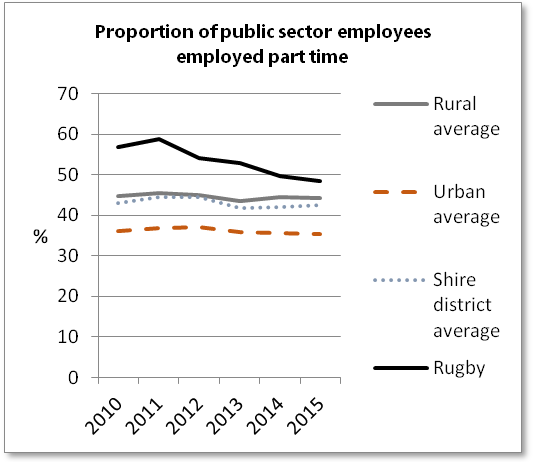 Proportion of public sector employees
employed part time
70
60
50
40
30
20
10
0
%
2010
2011
2012
2013
2014
2015
Rural
average
Urban
average
Shire
district
average
Rugby